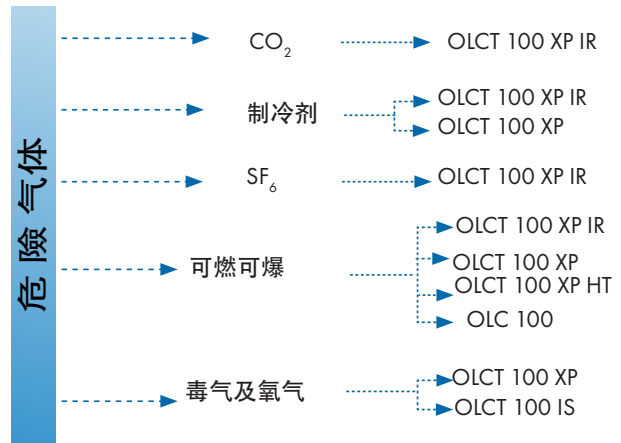 危險气体
CO₂
OLCT 100 XP IR
制冷剂
OLCT 100 XP IR
OLCT 100 XP
SF₆
OLCT 100 XP IR
可燃可爆
OLCT 100 XP IR
OLCT 100 XP
OLCT 100 XP HT
OLC 100
毒气及氧气
OLCT 100 XP
OLCT 100 IS